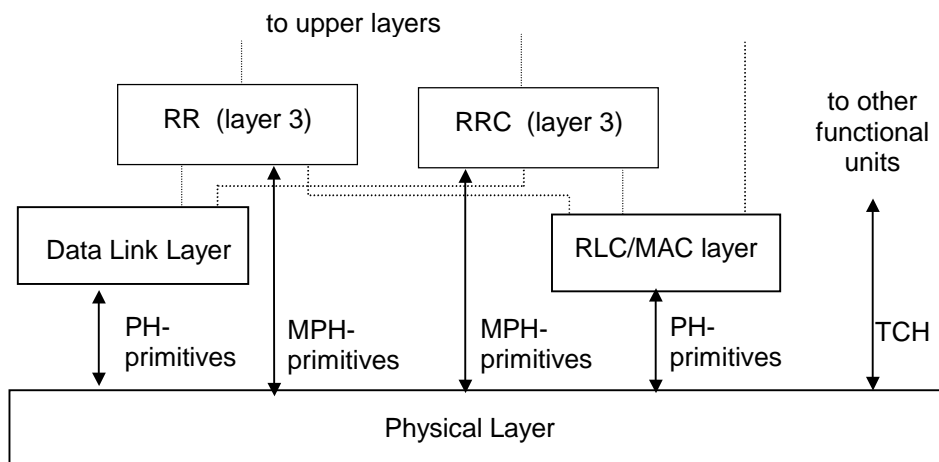 to upper layers
RR (layer 3)
RRC (layer 3)
to other
functional
units
Data Link Layer
RLC/MAC layer
PH-
primitives
MPH-
primitives
MPH-
primitives
PH-
primitives
TCH
Physical Layer